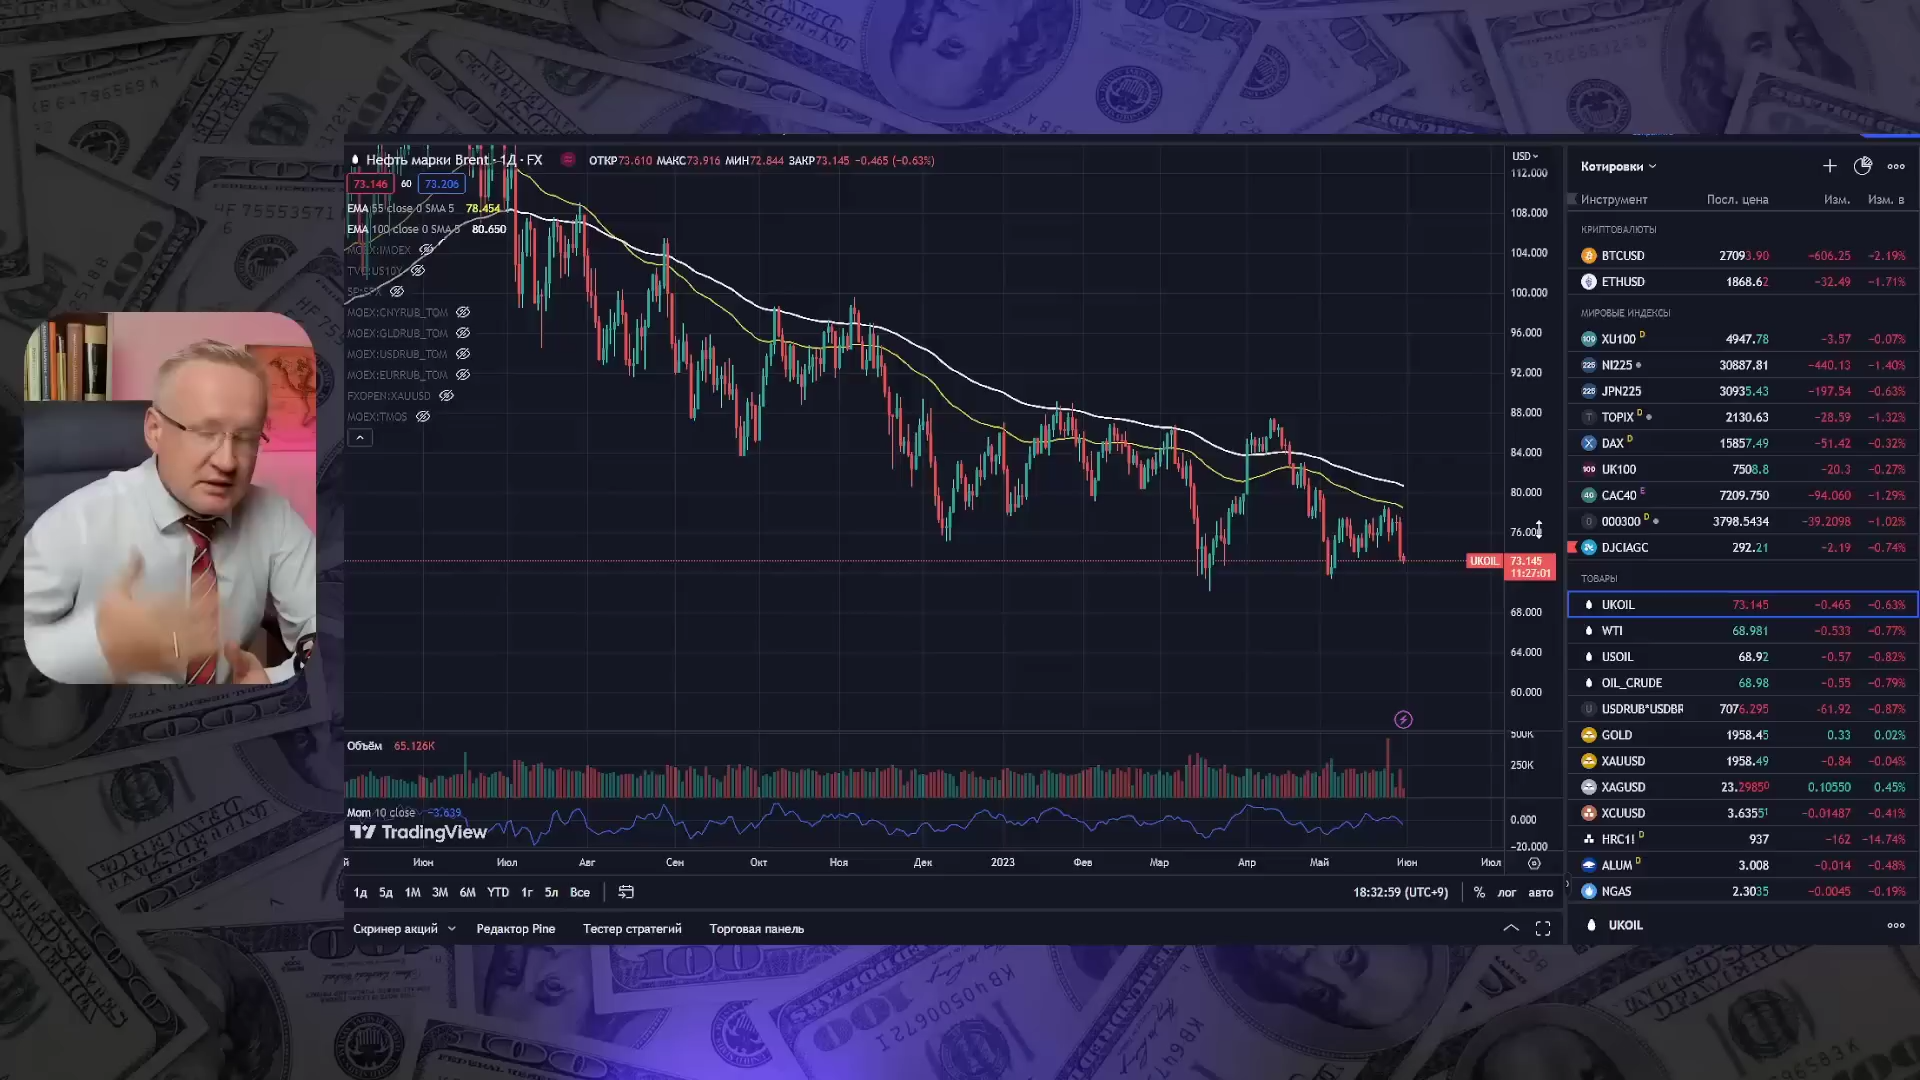 Нефть марки Brent · 1Д · FX ОТКР73.610 МАКС73.916 МИН72.844 ЗАКР73.145 −0.465 (−0.63%)
73.146 60 73.206
EMA 55 close 0 SMA 5 78.454
EMA 100 close 0 SMA 5 80.650
MOEX:IMOEX
TVC:US10Y
SP:SPX
MOEX:CNYRUB_TOM
MOEX:GLDRUB_TOM
MOEX:USDRUB_TOM
MOEX:EURRUB_TOM
FXOPEN:XAUUSD
MOEX:TMOS
USD
112.000
108.000
104.000
100.000
96.000
92.000
88.000
84.000
80.000
76.000
UKOIL 73.145
11:27:01
68.000
64.000
60.000
Объём 65.126K
500K
250K
Mom 10 close −3.639
TradingView
0.000
−20.000
й Июн Июл Авг Сен Окт Ноя Дек 2023 Фев Мар Апр Май Июн Июл
1д 5д 1М 3М 6М YTD 1г 5л Все
18:32:59 (UTC+9) % лог авто
Скринер акций Редактор Pine Тестер стратегий Торговая панель
Котировки
Инструмент Посл. цена Изм. Изм. в
КРИПТОВАЛЮТЫ
BTCUSD 27093.90 −606.25 −2.19%
ETHUSD 1868.62 −32.49 −1.71%
МИРОВЫЕ ИНДЕКСЫ
XU100 D 4947.78 −3.57 −0.07%
NI225 30887.81 −440.13 −1.40%
JPN225 30935.43 −197.54 −0.63%
TOPIX D 2130.63 −28.59 −1.32%
DAX D 15857.49 −51.42 −0.32%
UK100 7508.8 −20.3 −0.27%
CAC40 E 7209.750 −94.060 −1.29%
000300 D 3798.5434 −39.2098 −1.02%
DJCIAGC 292.21 −2.19 −0.74%
ТОВАРЫ
UKOIL 73.145 −0.465 −0.63%
WTI 68.981 −0.533 −0.77%
USOIL 68.92 −0.57 −0.82%
OIL_CRUDE 68.98 −0.55 −0.79%
USDRUB*USDBR 7076.295 −61.92 −0.87%
GOLD 1958.45 0.33 0.02%
XAUUSD 1958.49 −0.84 −0.04%
XAGUSD 23.29850 0.10550 0.45%
XCUUSD 3.63551 −0.01487 −0.41%
HRC1! D 937 −162 −14.74%
ALUM D 3.008 −0.014 −0.48%
NGAS 2.3035 −0.0045 −0.19%
UKOIL